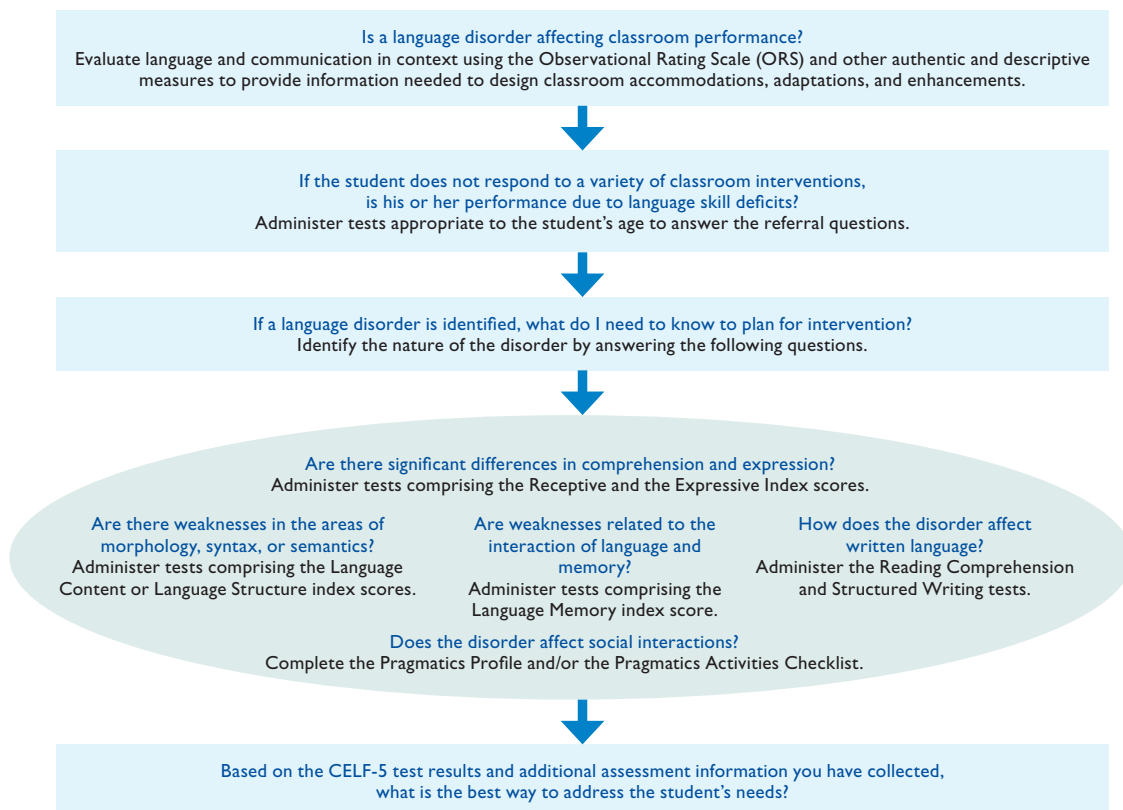 Is a language disorder affecting classroom performance?
Evaluate language and communication in context using the Observational Rating Scale (ORS) and other authentic and descriptive
measures to provide information needed to design classroom accommodations, adaptations, and enhancements.
If the student does not respond to a variety of classroom interventions,
is his or her performance due to language skill deficits?
Administer tests appropriate to the student’s age to answer the referral questions.
If a language disorder is identified, what do I need to know to plan for intervention?
Identify the nature of the disorder by answering the following questions.
Are there significant differences in comprehension and expression?
Administer tests comprising the Receptive and the Expressive Index scores.
Are there weaknesses in the areas of
morphology, syntax, or semantics?
Administer tests comprising the Language
Content or Language Structure index scores.
Are weaknesses related to the
interaction of language and
memory?
Administer tests comprising the
Language Memory index score.
How does the disorder affect
written language?
Administer the Reading Comprehension
and Structured Writing tests.
Does the disorder affect social interactions?
Complete the Pragmatics Profile and/or the Pragmatics Activities Checklist.
Based on the CELF-5 test results and additional assessment information you have collected,
what is the best way to address the student’s needs?